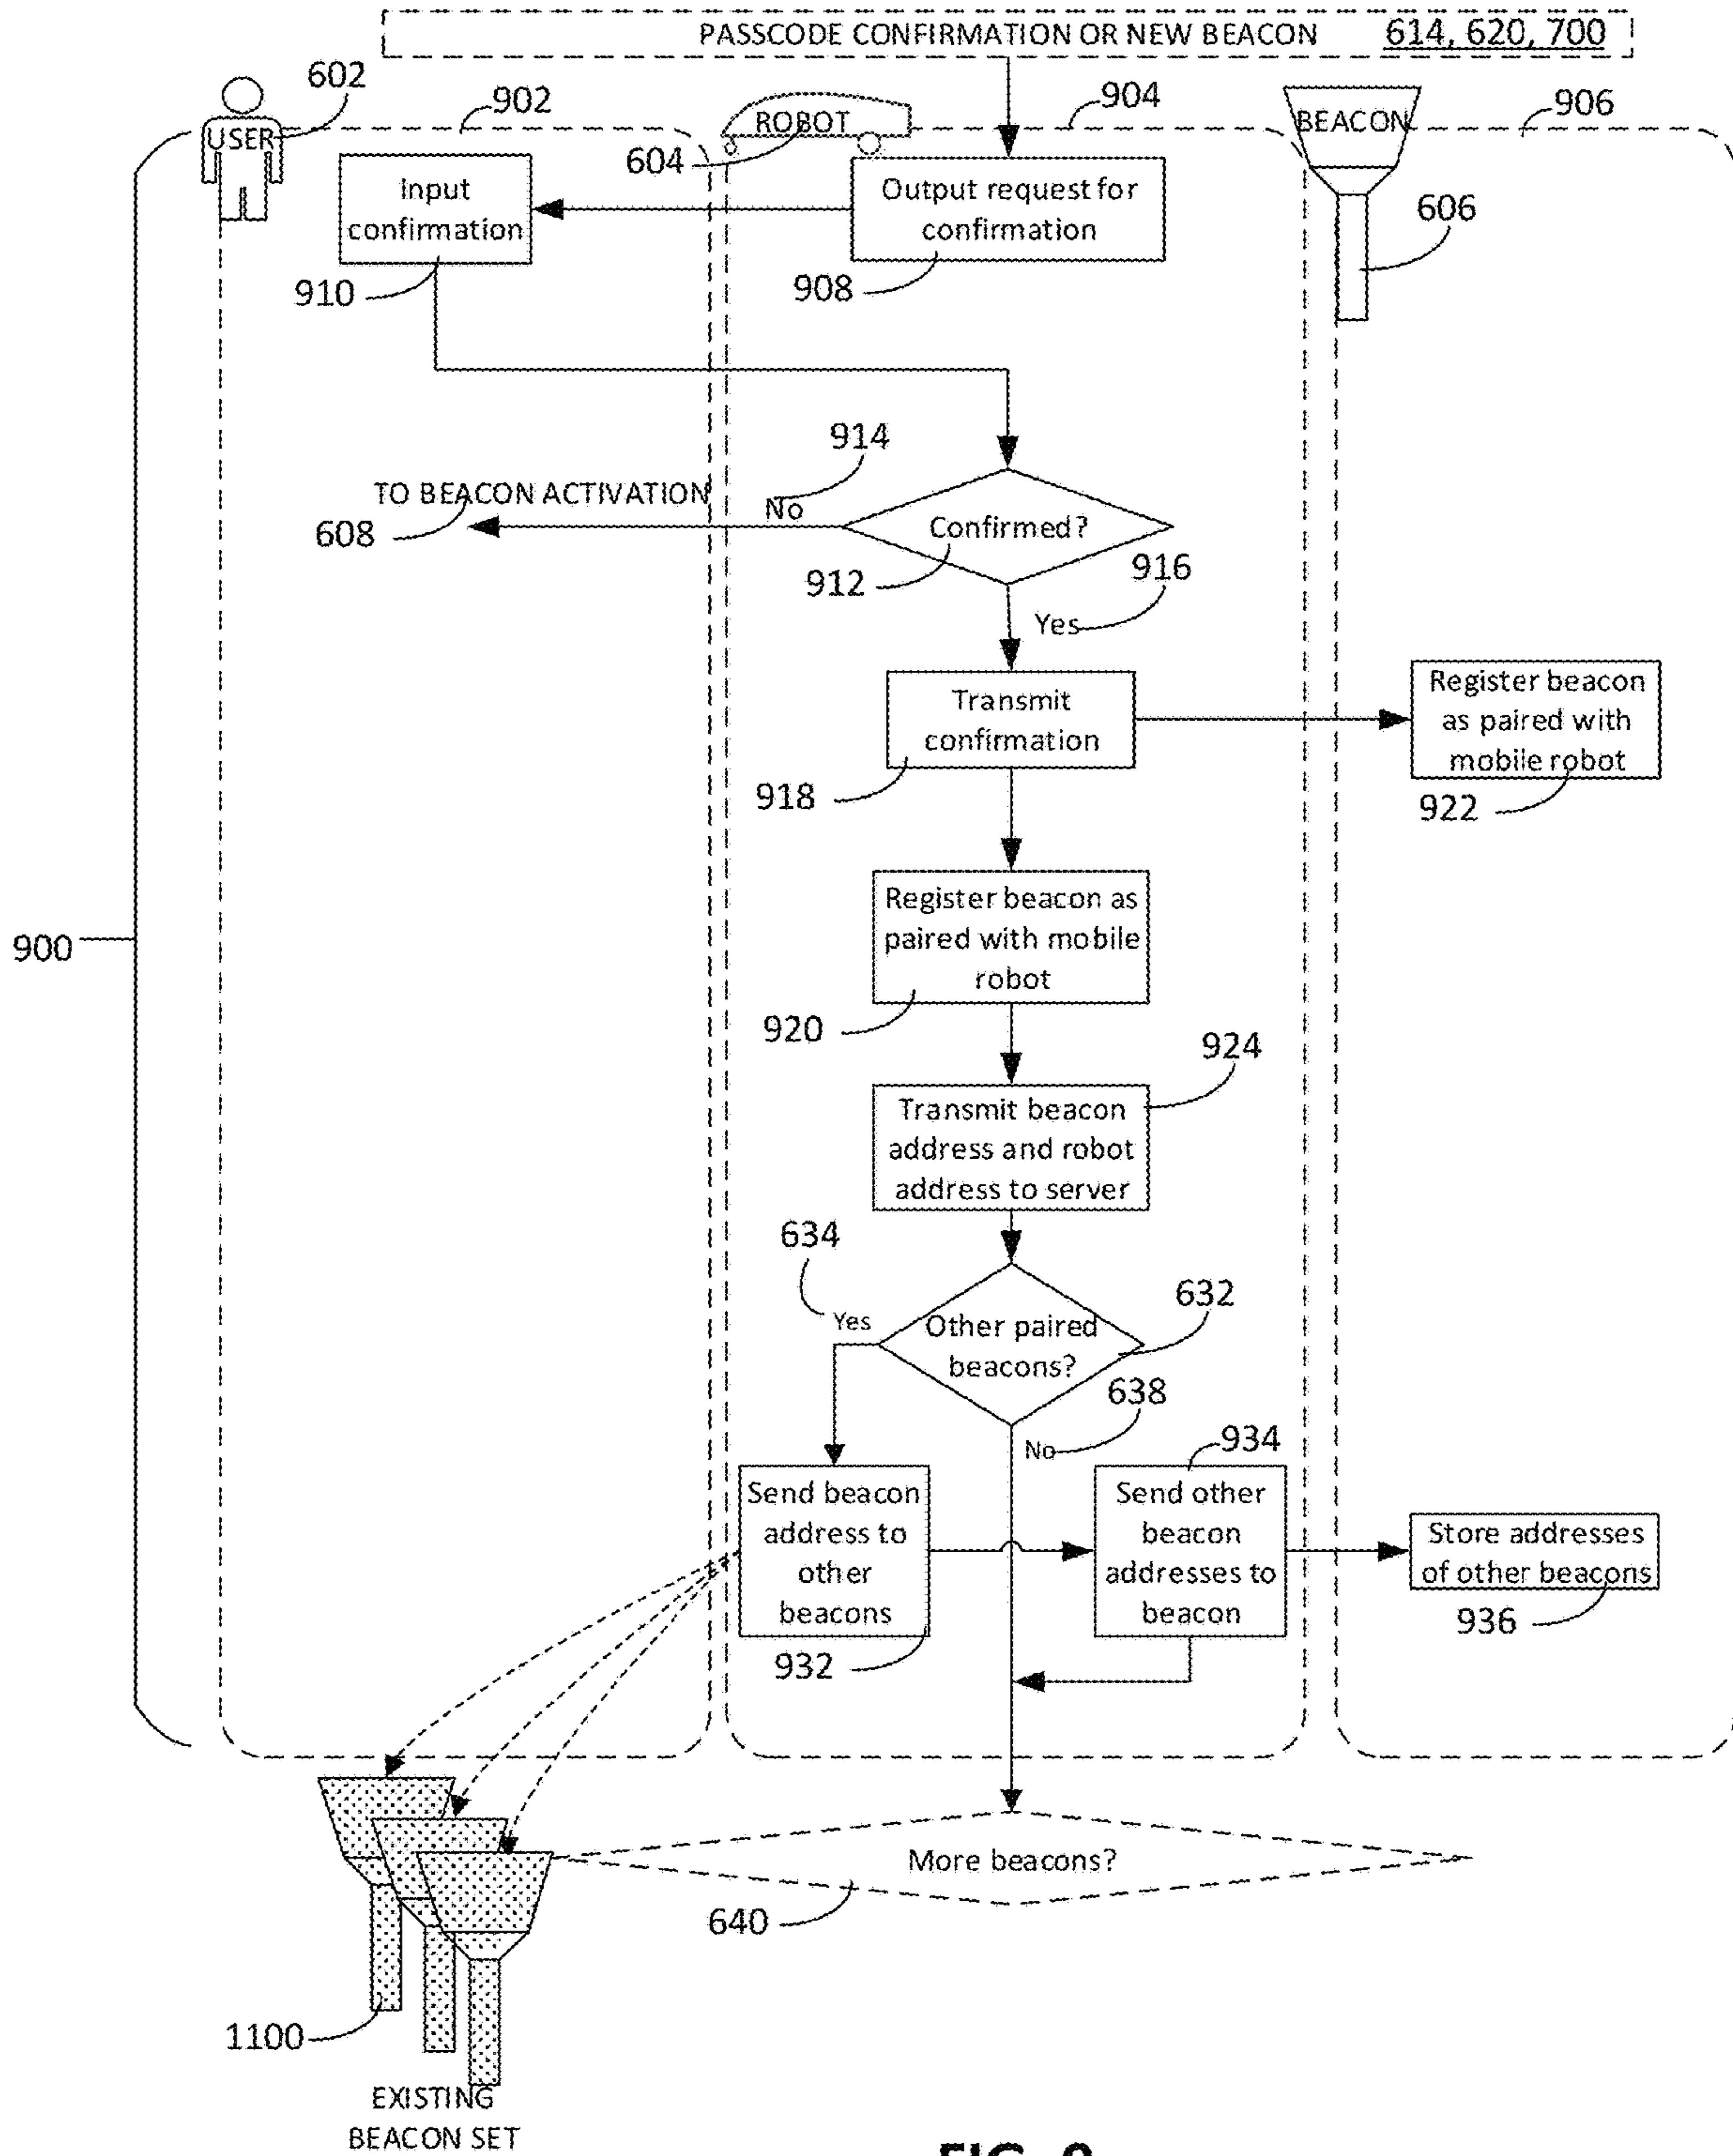 PASSCODE CONFIRMATION OR NEW BEACON 614, 620, 700
602
902
904
906
USER
ROBOT
BEACON
604
606
Input
confirmation
Output request for
confirmation
910
908
914
TO BEACON ACTIVATION
No
608
Confirmed?
912
916
Yes
Transmit
confirmation
Register beacon
as paired with
mobile robot
918
922
900
Register beacon as
paired with mobile
robot
920
924
Transmit beacon
address and robot
address to server
634
632
Yes
Other paired
beacons?
638
No
934
Send beacon
address to
other
beacons
Send other
beacon
addresses to
beacon
Store addresses
of other beacons
932
936
More beacons?
640
1100
EXISTING
BEACON SET
FIG. 9